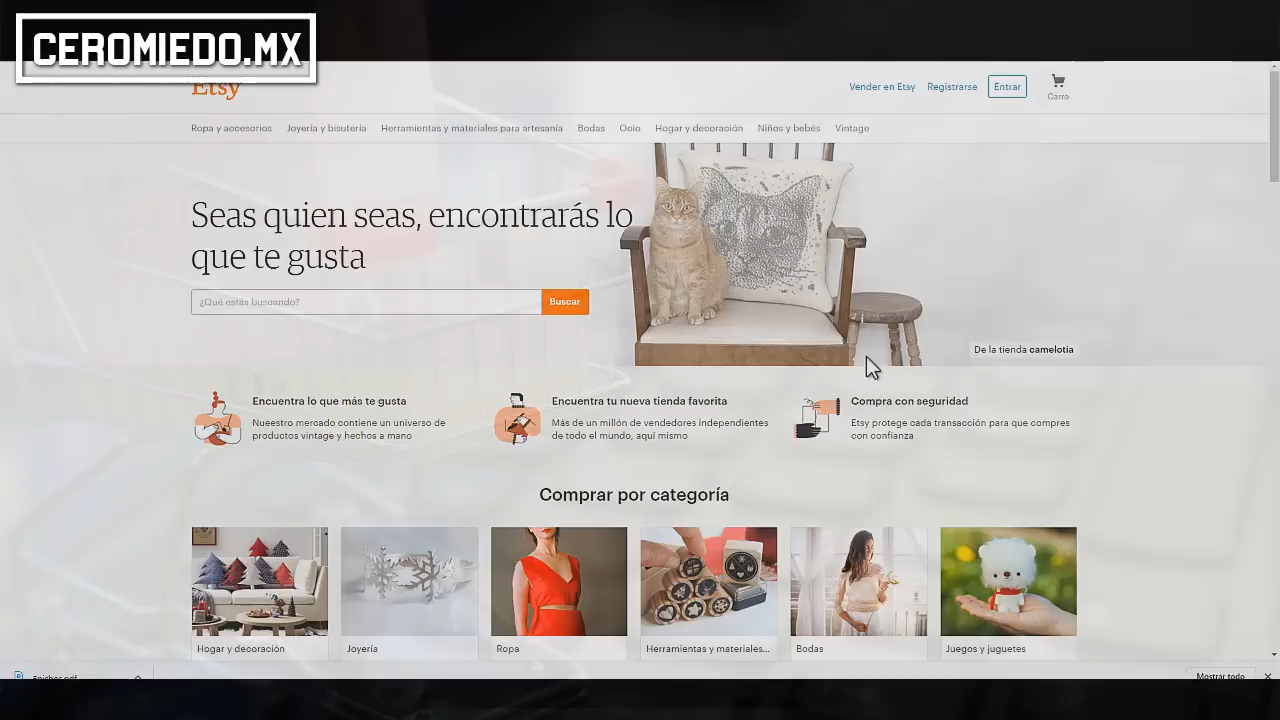 CEROMIEDO.MX
Etsy
Vender en Etsy
Registrarse
Entrar
Carro
Ropa y accesorios
Joyería y bisutería
Herramientas y materiales para artesanía
Bodas
Ocio
Hogar y decoración
Niños y bebés
Vintage
Seas quien seas, encontrarás lo
que te gusta
¿Qué estás buscando?
Buscar
De la tienda camelotia
Encuentra lo que más te gusta
Nueestro mercado contiene un universo de
productos vintage y hechos a mano
Encuentra tu nueva tienda favorita
Más de un millón de vendedores independientes
de todo el mundo, aquí mismo
Compra con seguridad
Etsy protege cada transacción para que compres
con confianza
Comprar por categoría
Hogar y decoración
Joyería
Ropa
Herramientas y materiales...
Bodas
Juegos y juguetes
Mostrar todo